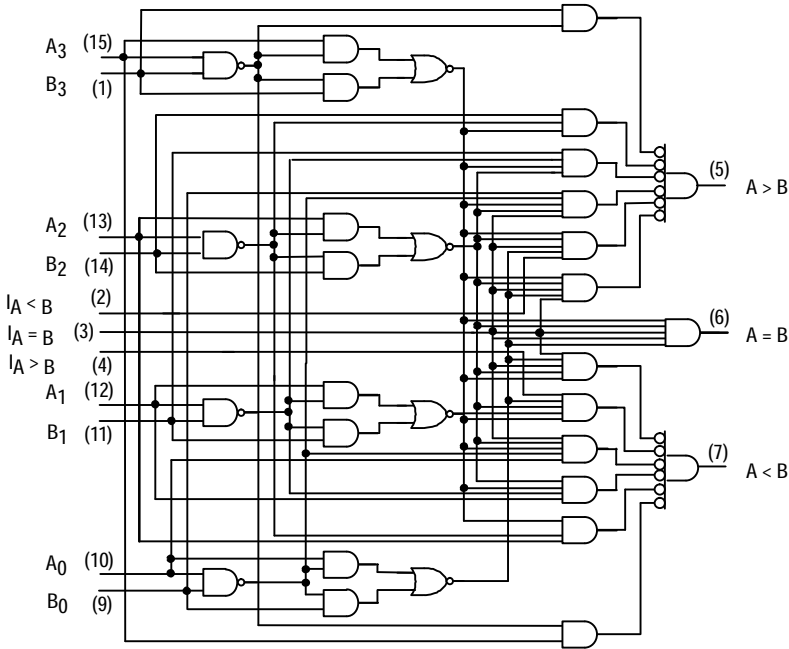 A3 (15)
B3 (1)
A2 (13)
B2 (14)
IA < B (2)
IA = B (3)
IA > B (4)
A1 (12)
B1 (11)
A0 (10)
B0 (9)
(5) A > B
(6) A = B
(7) A < B